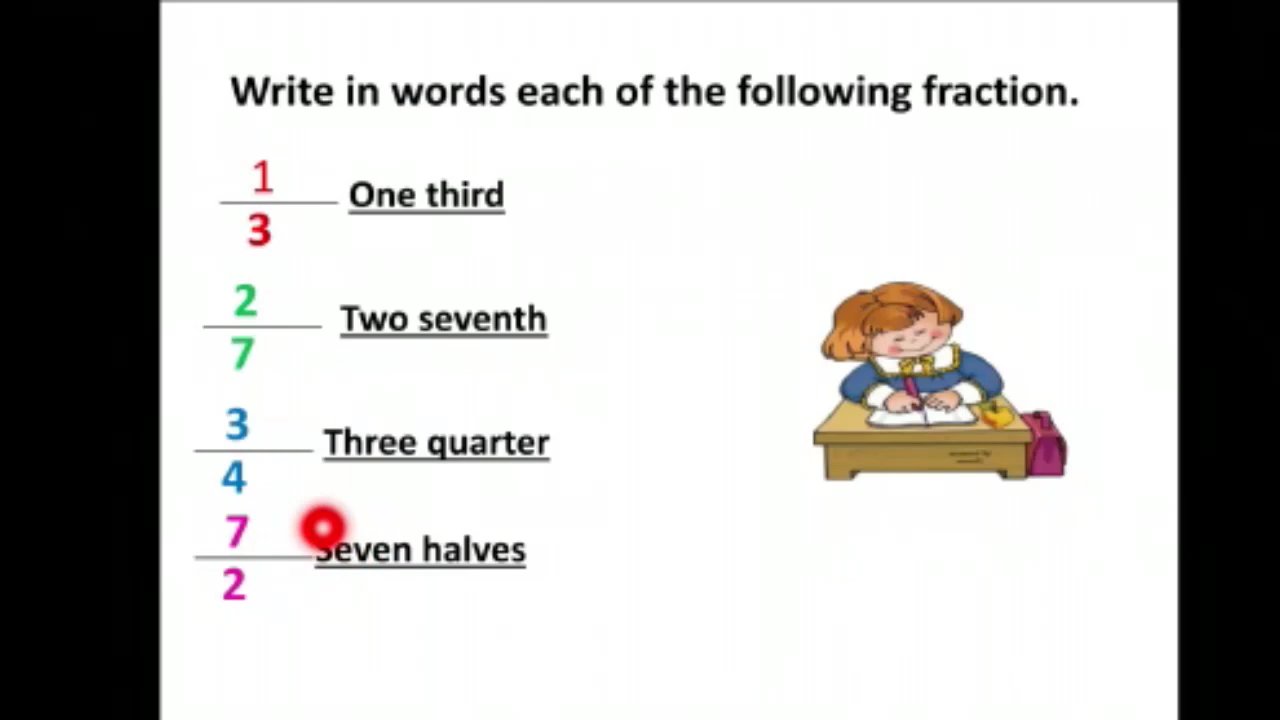 Write in words each of the following fraction.
1
3
One third
2
7
Two seventh
3
4
Three quarter
7
2
Seven halves